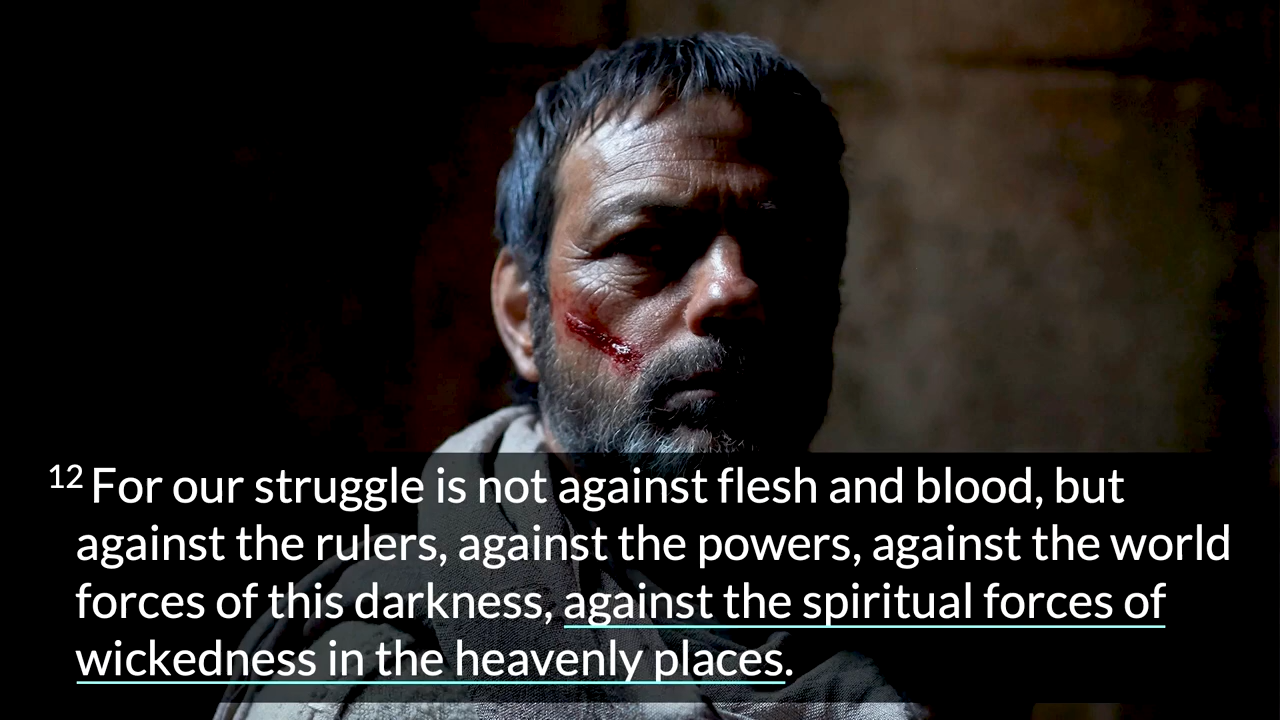 12 For our struggle is not against flesh and blood, but
against the rulers, against the powers, against the world
forces of this darkness, against the spiritual forces of
wickedness in the heavenly places.